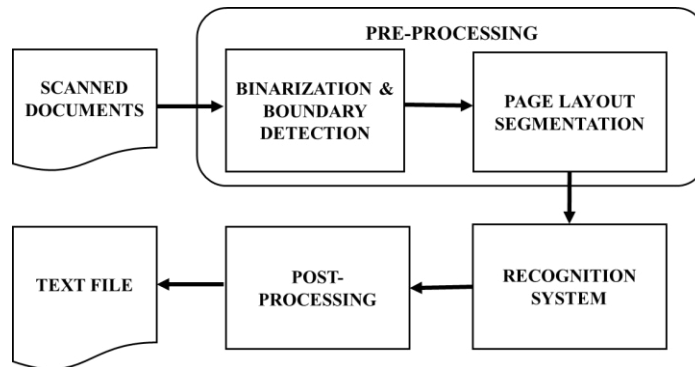 PRE-PROCESSING
SCANNED
DOCUMENTS
BINARIZATION &
BOUNDARY
DETECTION
PAGE LAYOUT
SEGMENTATION
RECOGNITION
SYSTEM
POST-
PROCESSING
TEXT FILE